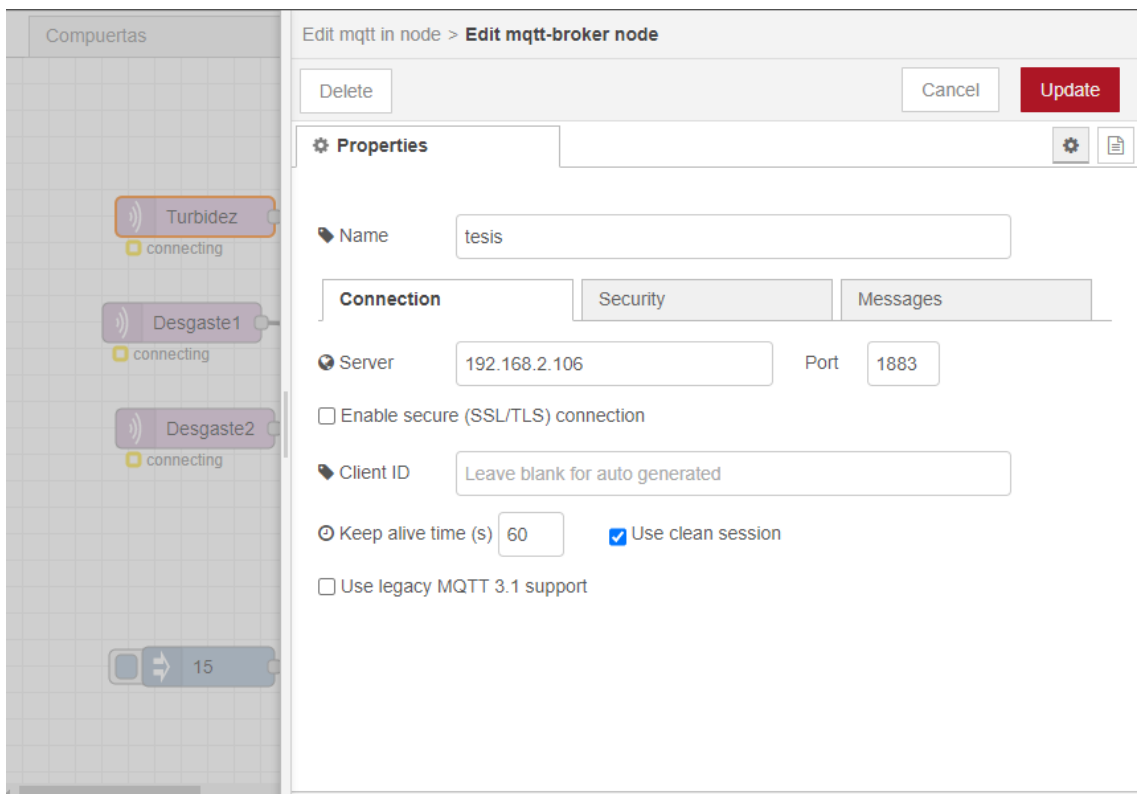 Compuertas
Edit mqtt in node > Edit mqtt-broker node
Delete
Cancel
Update
Properties
Turbidez
connecting
Name
tesis
Connection
Security
Messages
Desgaste1
connecting
Server
192.168.2.106
Port
1883
Enable secure (SSL/TLS) connection
Desgaste2
connecting
Client ID
Leave blank for auto generated
Keep alive time (s)
60
Use clean session
Use legacy MQTT 3.1 support
15